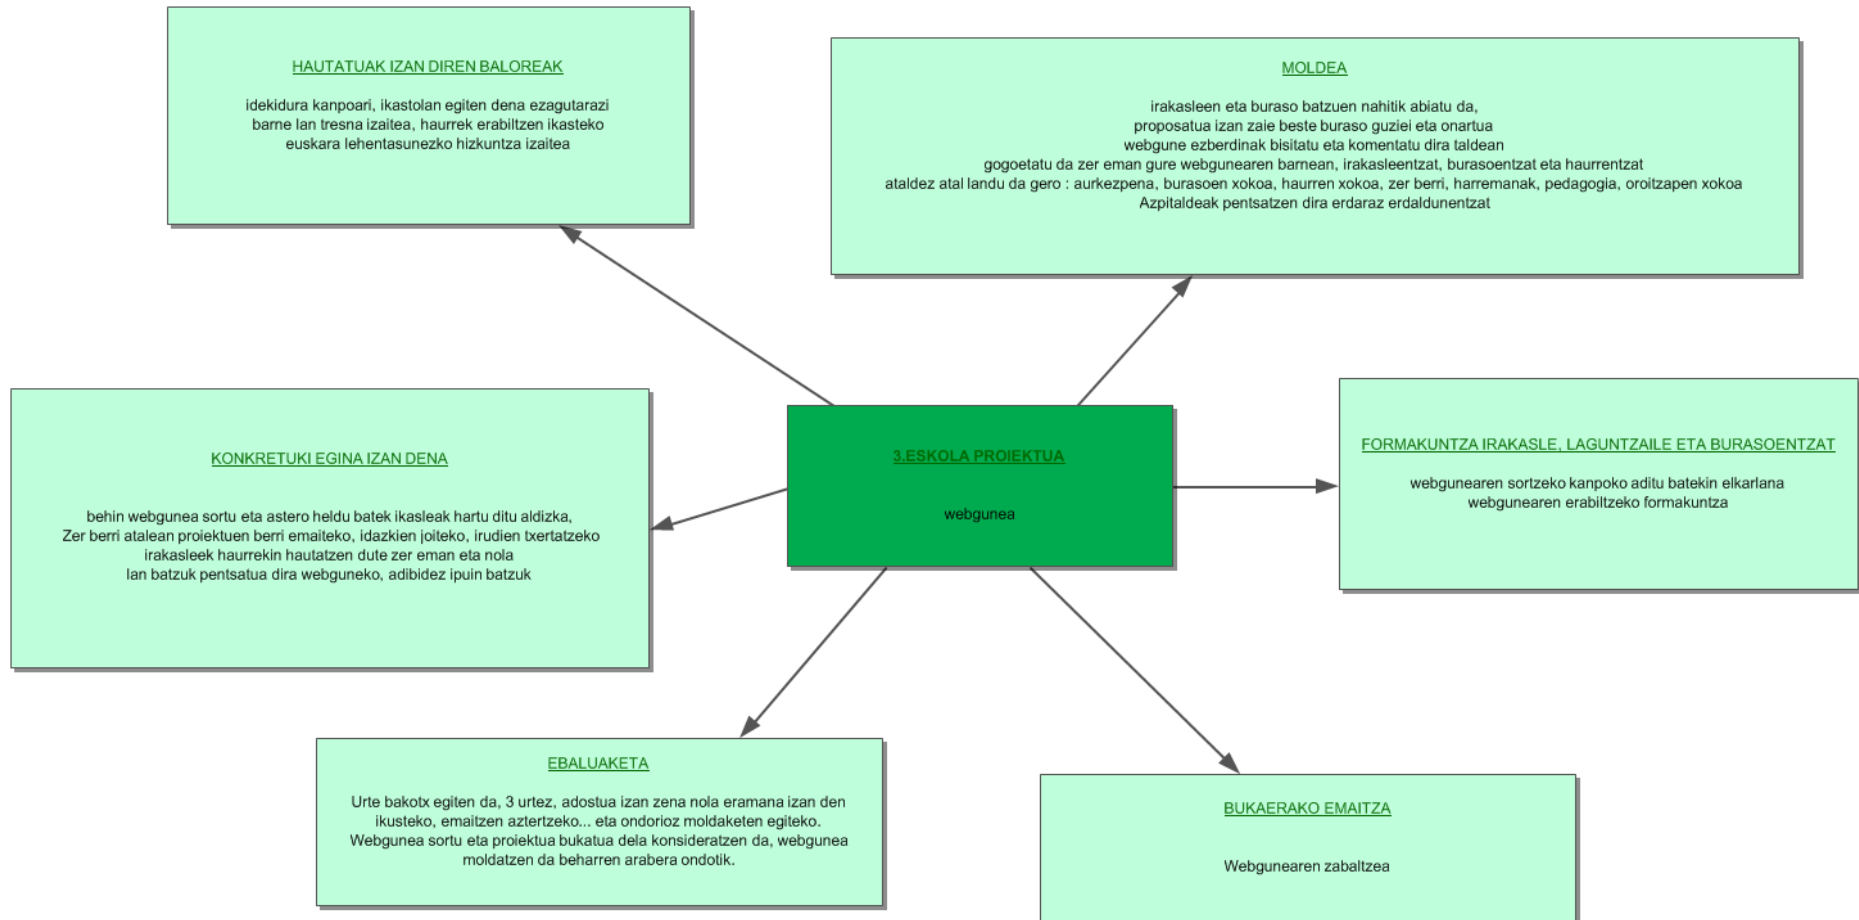 HAUTATUAK IZAN DIREN BALOREAK
idekidura kanpoari, ikastolan egiten dena ezagutarazi
barne lan tresna izaitea, haurrek erabiltzen ikasteko
euskara lehentasunezko hizkuntza izaitea
MOLDEA
irakasleen eta buraso batzuen nahitik abiatu da,
proposatua izan zaie beste buraso guziei eta onartua
webgune ezberdinak bisitatu eta komentatu dira taldean
gogoetatu da zer eman gure webgunearen barnean, irakasleentzat, burasoentzat eta haurrentzat
ataldez atal landu da gero : aurkezpena, burasoen xokoa, haurren xokoa, zer berri, harremanak, pedagogia, oroitzapen xokoa
Azpitaldeak pentsatzen dira erdaraz erdaldunentzat
KONKRETUKI EGINA IZAN DENA
behin webgunea sortu eta astero heldu batek ikasleak hartu ditu aldizka,
Zer berri atalean proiektuen berri emaiteko, idazkien joiteko, irudien txertatzeko
irakasleek haurrekin hautatzen dute zer eman eta nola
lan batzuk pentsatua dira webguneko, adibidez ipuin batzuk
3.ESKOLA PROIEKTUA
webgunea
FORMAKUNTZA IRAKASLE, LAGUNTZAILE ETA BURASOENTZAT
webgunearen sortzeko kanpoko aditu batekin elkarlana
webgunearen erabiltzeko formakuntza
EBALUAKETA
Urte bakotx egiten da, 3 urtez, adostua izan zena nola eramana izan den
ikusteko, emaitzen aztertzeko... eta ondorioz moldaketen egiteko.
Webgunea sortu eta proiektua bukatua dela konsideratzen da, webgunea
moldatzen da beharren arabera ondotik.
BUKAERAKO EMAITZA
Webgunearen zabaltzea